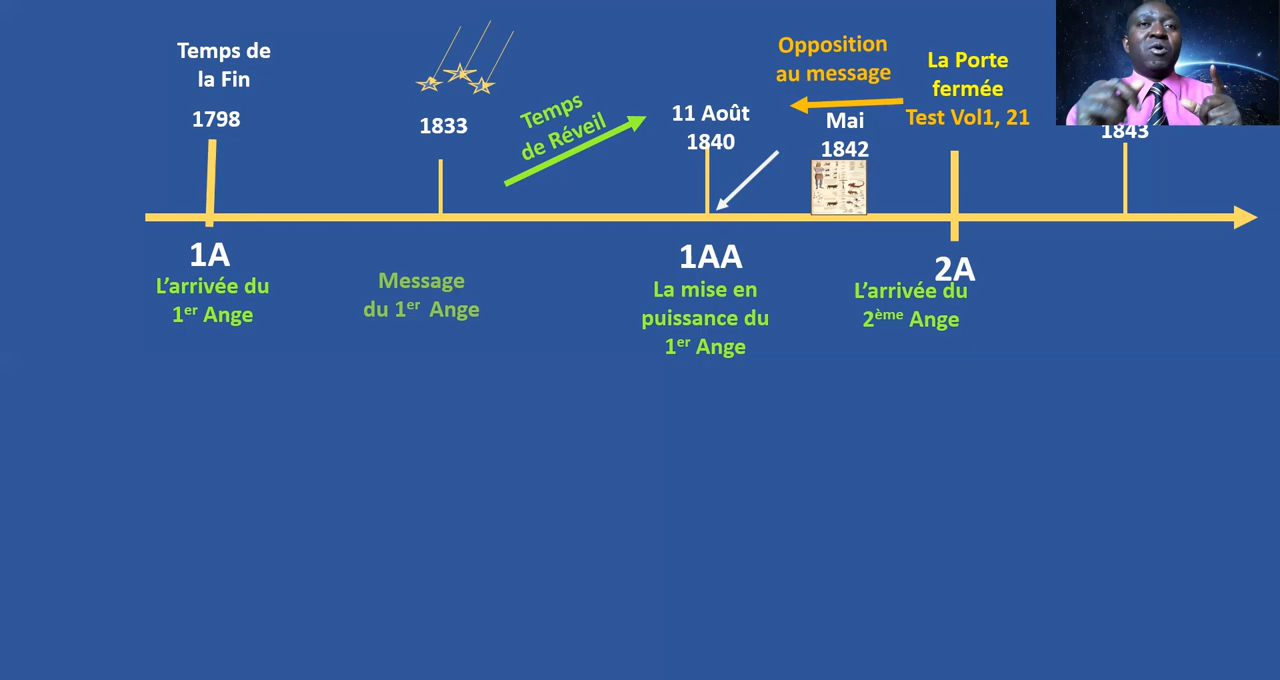 Temps de
la Fin
1798
1833
Temps
de Réveil
11 Août
1840
Opposition
au message
Mai
1842
La Porte
fermée
Test Vol1, 21
1843
1A
L’arrivée du
1er Ange
Message
du 1er Ange
1AA
La mise en
puissance du
1er Ange
2A
L’arrivée du
2ème Ange